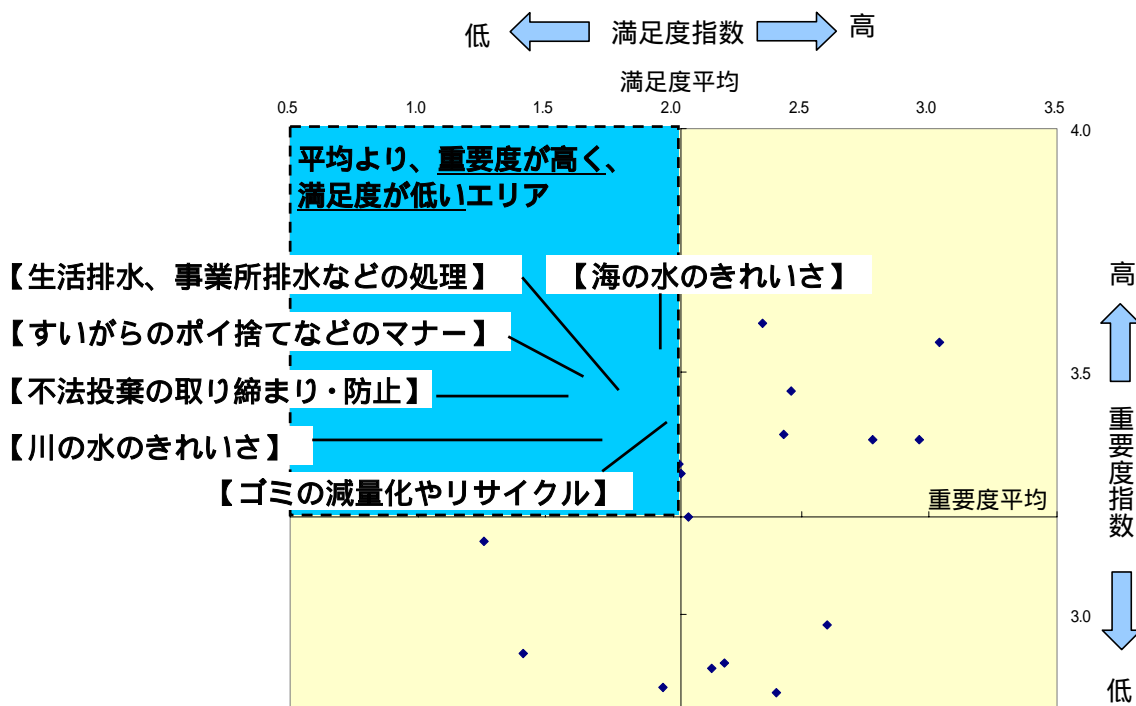 低 満足度指数 高
満足度平均
0.5 1.0 1.5 2.0 2.5 3.0 3.5
4.0
平均より、重要度が高く、
満足度が低いエリア
【生活排水、事業所排水などの処理】 【海の水のきれいさ】
高
【すいがらのポイ捨てなどのマナー】
3.5
【不法投棄の取り締まり・防止】
【川の水のきれいさ】
重要度指数
【ゴミの減量化やリサイクル】
重要度平均
3.0
低